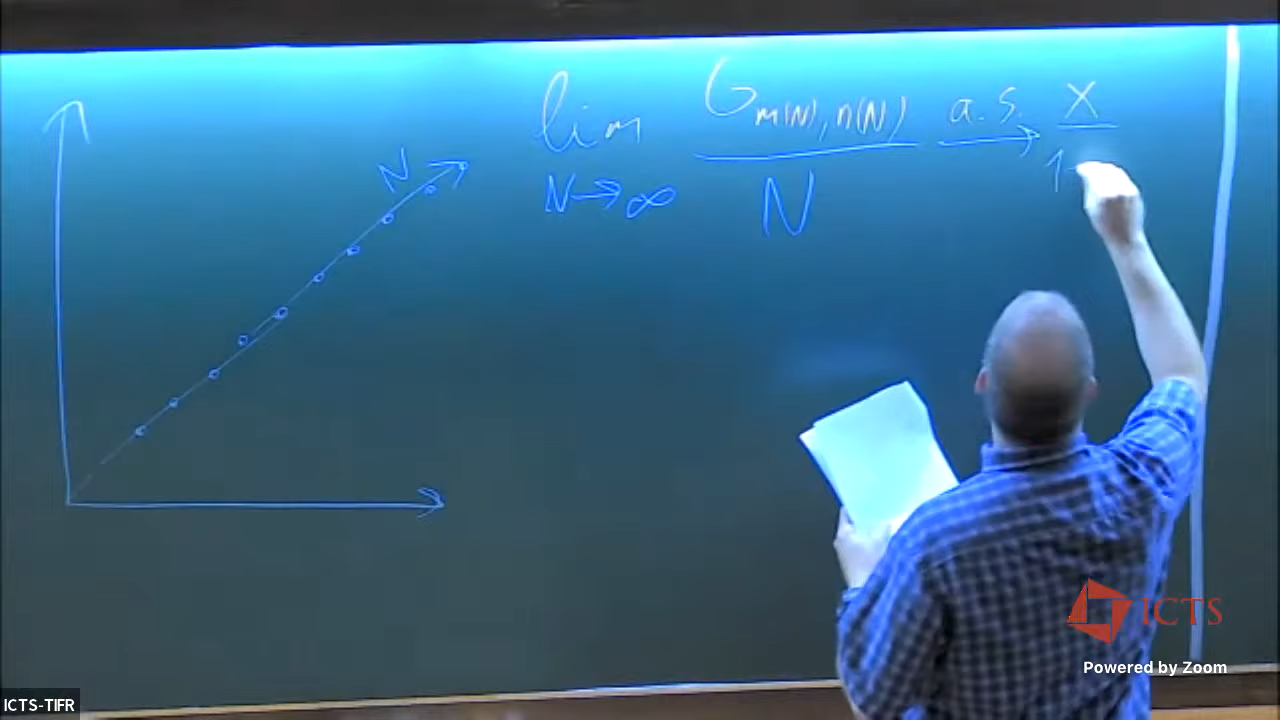 N
lim G_{m(N), n(N)} a.s. X
N→∞ N → 1-
ICTS
Powered by Zoom
ICTS-TIFR